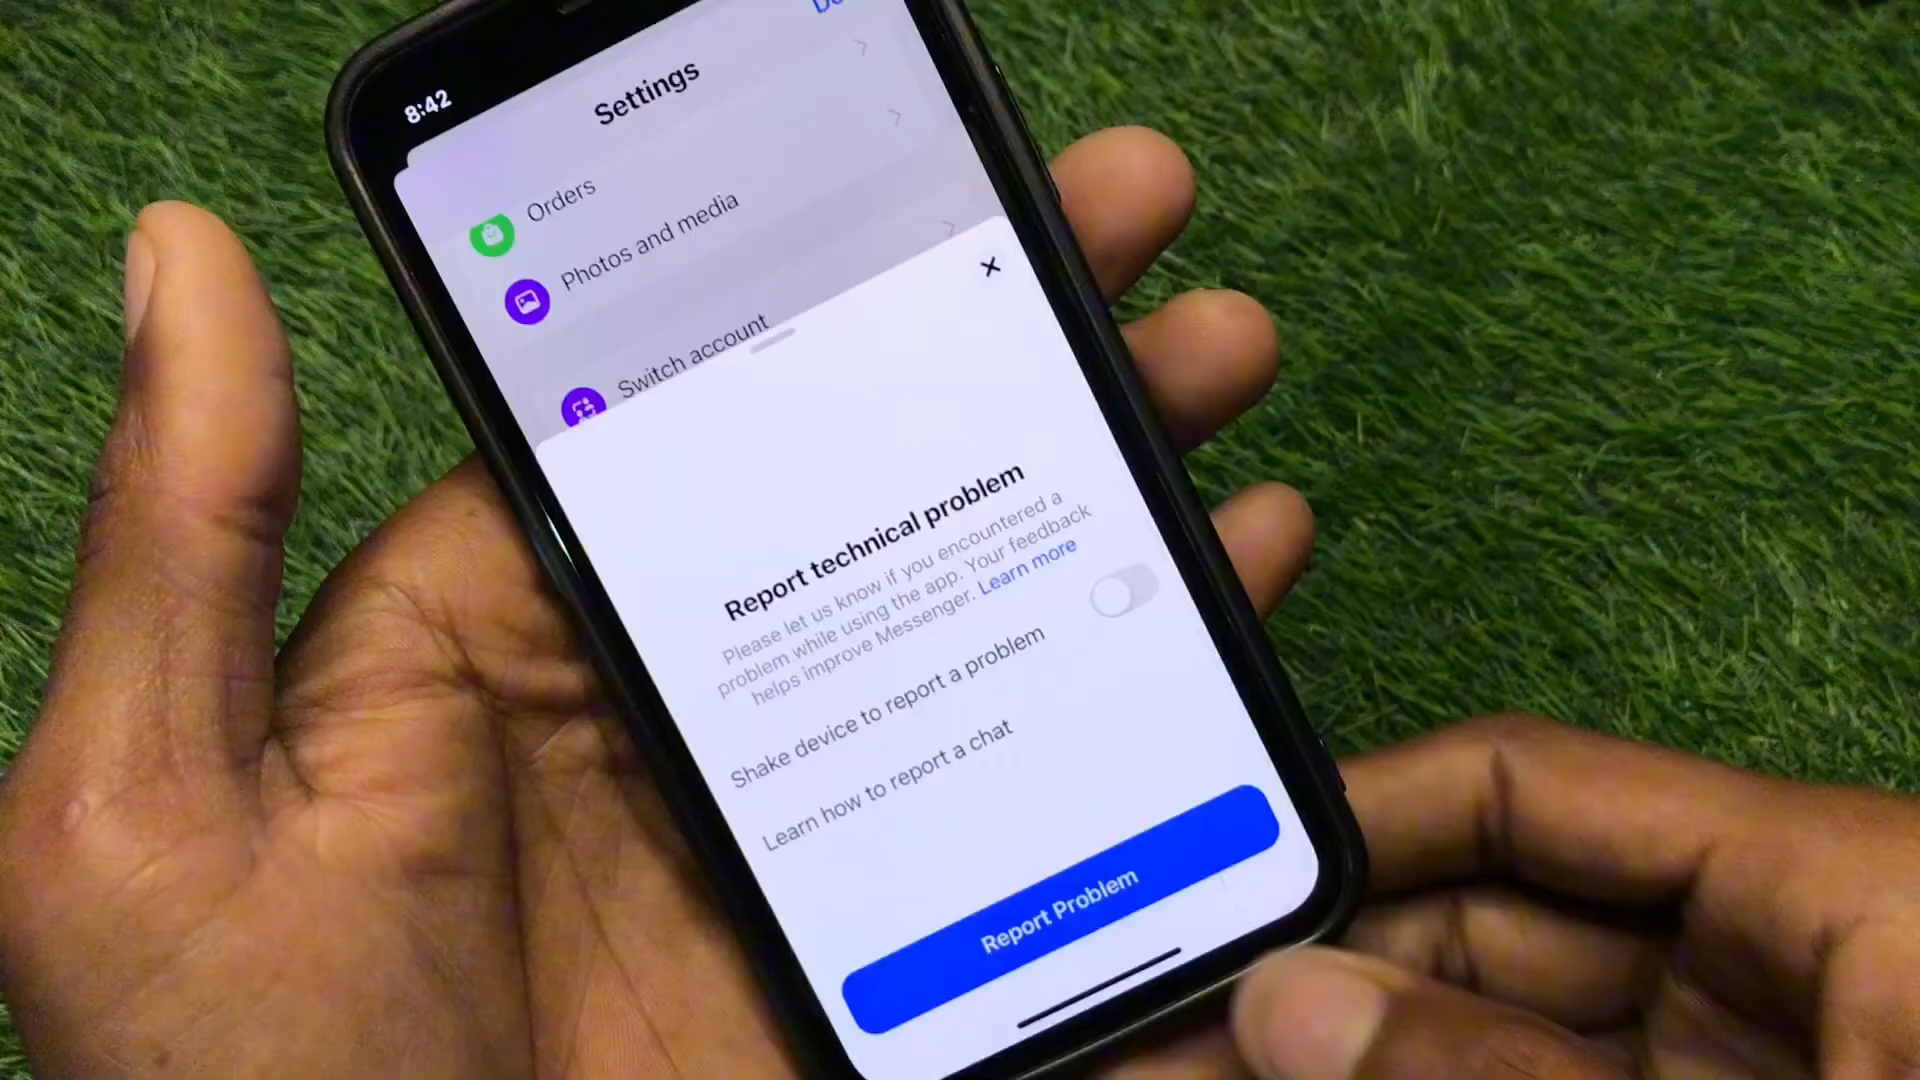 8:42
Settings
Orders
Photos and media
Switch account
Report technical problem
Please let us know if you encountered a
problem while using the app. Your feedback
helps improve Messenger. Learn more
Shake device to report a problem
Learn how to report a chat
Report Problem